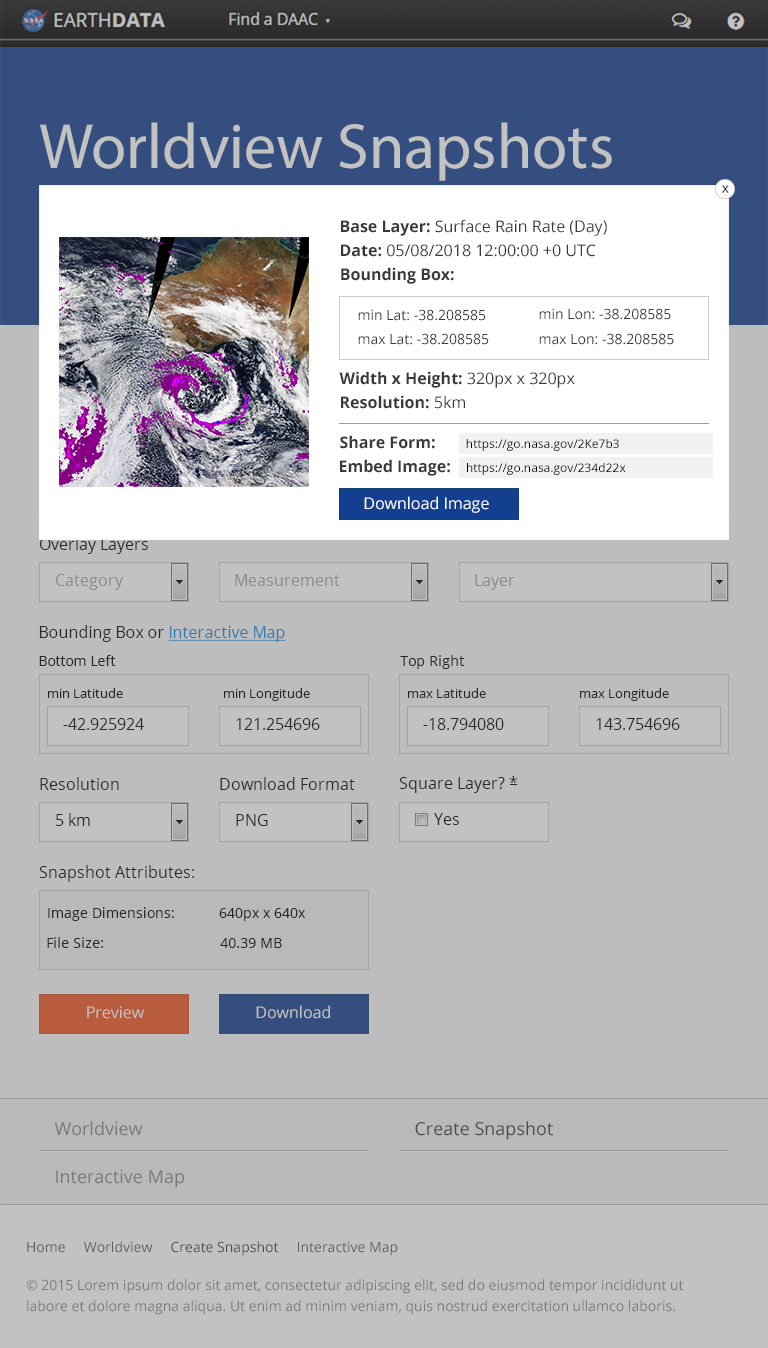 NASA EARTHDATA Find a DAAC
Worldview Snapshots
x
Base Layer: Surface Rain Rate (Day)
Date: 05/08/2018 12:00:00 +0 UTC
Bounding Box:
min Lat: -38.208585 min Lon: -38.208585
max Lat: -38.208585 max Lon: -38.208585
Width x Height: 320px x 320px
Resolution: 5km
Share Form: https://go.nasa.gov/2Ke7b3
Embed Image: https://go.nasa.gov/234d22x
Download Image
Overlay Layers
Category Measurement Layer
Bounding Box or Interactive Map
Bottom Left Top Right
min Latitude min Longitude max Latitude max Longitude
-42.925924 121.254696 -18.794080 143.754696
Resolution Download Format Square Layer? *
5 km PNG Yes
Snapshot Attributes:
Image Dimensions: 640px x 640x
File Size: 40.39 MB
Preview Download
Worldview Create Snapshot
Interactive Map
Home Worldview Create Snapshot Interactive Map
© 2015 Lorem ipsum dolor sit amet, consectetur adipiscing elit, sed do eiusmod tempor incididunt ut
labore et dolore magna aliqua. Ut enim ad minim veniam, quis nostrud exercitation ullamco laboris.